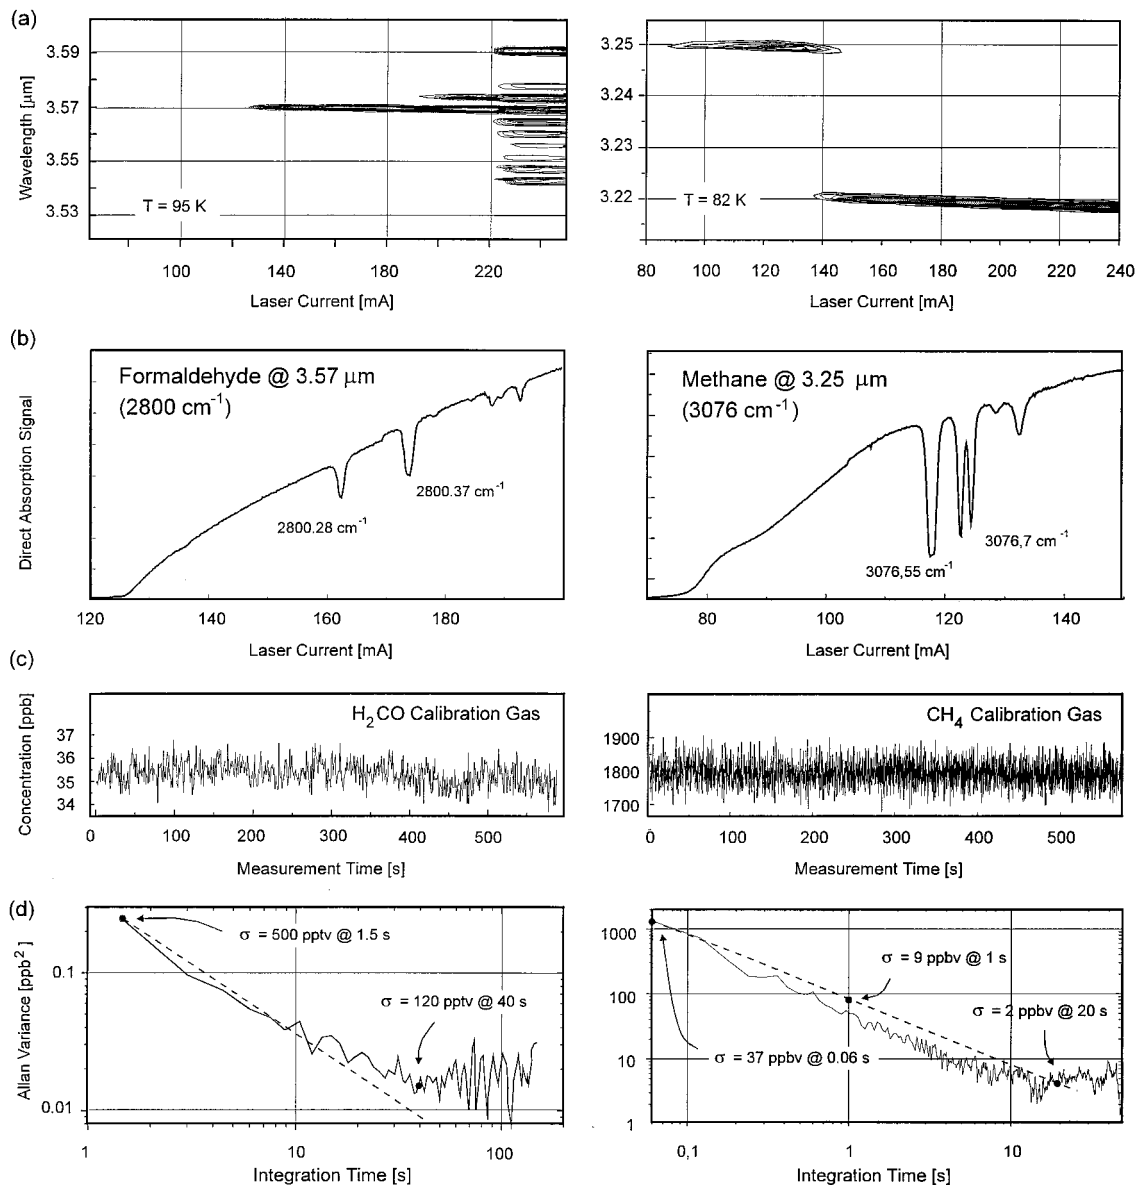 (a)
Wavelength [µm]
3.59
3.57
3.55
3.53
T = 95 K
100
140
180
220
Laser Current [mA]
3.25
3.24
3.23
3.22
T = 82 K
80
100
120
140
160
180
200
220
240
Laser Current [mA]
(b)
Direct Absorption Signal
Formaldehyde @ 3.57 µm
(2800 cm⁻¹)
2800.37 cm⁻¹
2800.28 cm⁻¹
120
140
160
180
Laser Current [mA]
Methane @ 3.25 µm
(3076 cm⁻¹)
3076,7 cm⁻¹
3076,55 cm⁻¹
80
100
120
140
Laser Current [mA]
(c)
Concentration [ppb]
H₂CO Calibration Gas
37
36
35
34
0
100
200
300
400
500
Measurement Time [s]
CH₄ Calibration Gas
1900
1800
1700
0
100
200
300
400
500
Measurement Time [s]
(d)
Allan Variance [ppb²]
σ = 500 pptv @ 1.5 s
σ = 120 pptv @ 40 s
0.1
0.01
1
10
100
Integration Time [s]
1000
100
10
1
σ = 9 ppbv @ 1 s
σ = 2 ppbv @ 20 s
σ = 37 ppbv @ 0.06 s
0,1
1
10
Integration Time [s]